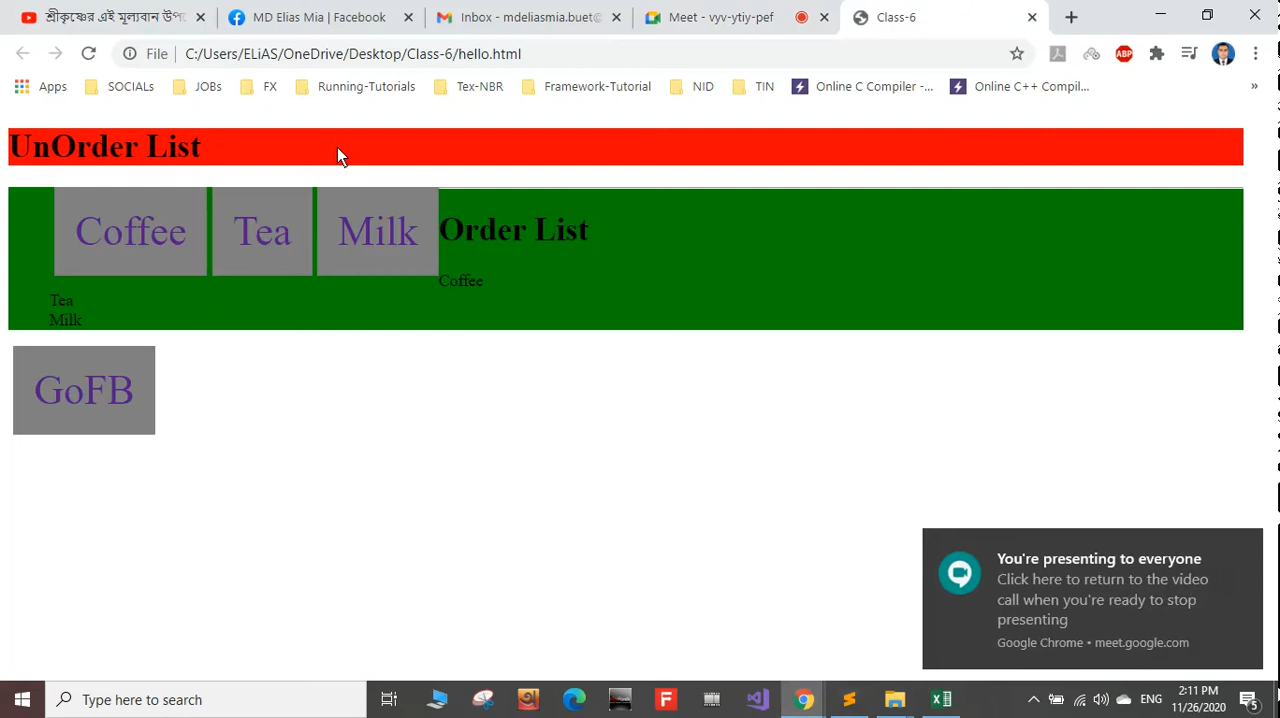 শ্রীকৃষ্ণের এই মূল্যবান উপ
MD Elias Mia | Facebook
Inbox - mdeliasmia.buet@
Meet - vyv-ytiy-pef
Class-6
File
C:/Users/ELiAS/OneDrive/Desktop/Class-6/hello.html
ABP
Apps
SOCIALs
JOBs
FX
Running-Tutorials
Tex-NBR
Framework-Tutorial
NID
TIN
Online C Compiler -...
Online C++ Compil...
»
UnOrder List
Coffee
Tea
Milk
Order List
Coffee
Tea
Milk
GoFB
You're presenting to everyone
Click here to return to the video
call when you're ready to stop
presenting
Google Chrome • meet.google.com
Type here to search
ENG
2:11 PM
11/26/2020
5